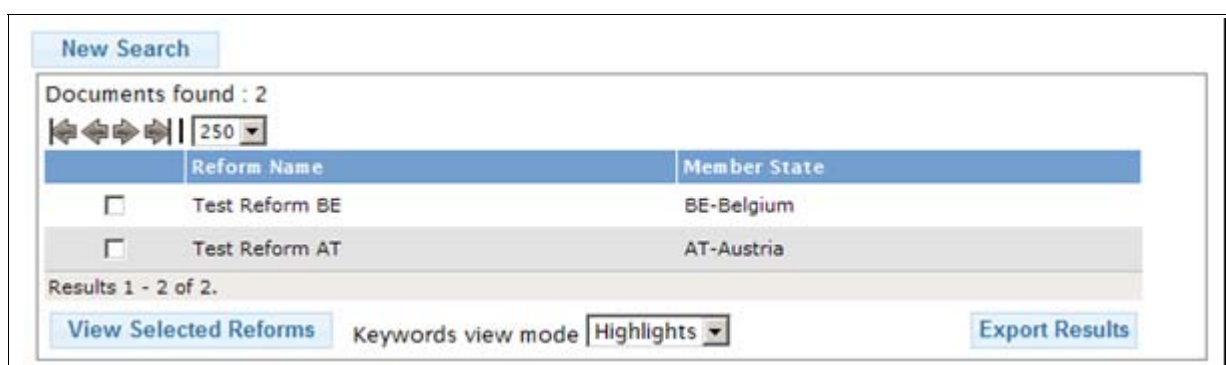 New Search
Documents found : 2
250
Reform Name Member State
Test Reform BE BE-Belgium
Test Reform AT AT-Austria
Results 1 - 2 of 2.
View Selected Reforms Keywords view mode Highlights Export Results